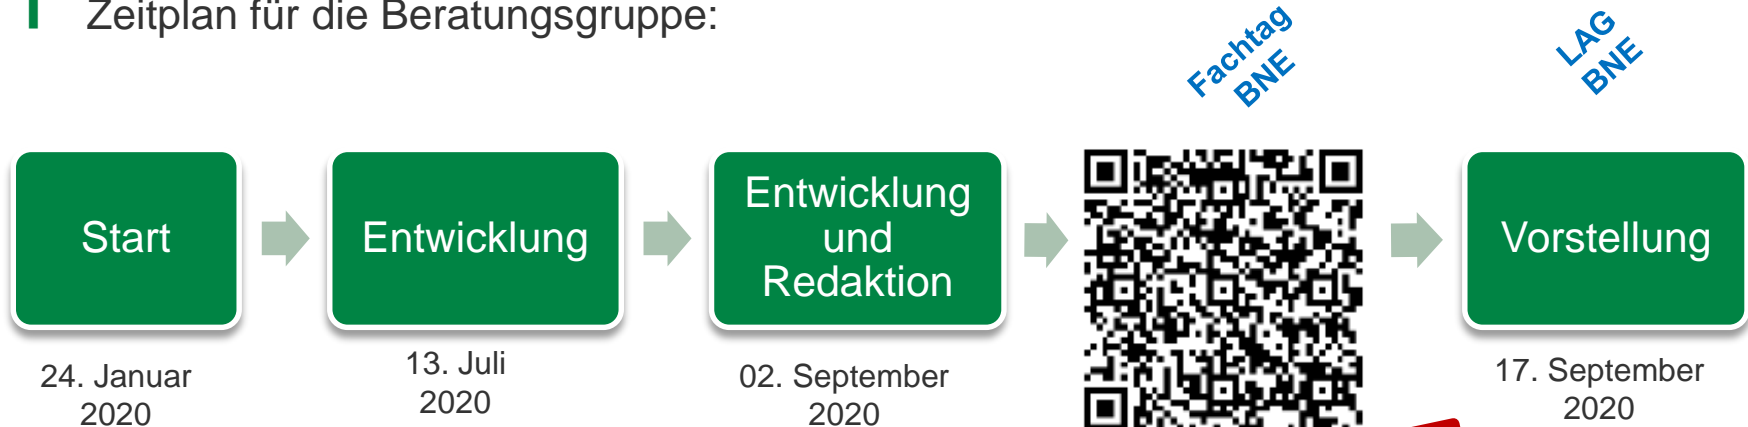 Zeitplan für die Beratungsgruppe:
Fachtag
BNE
LAG
BNE
Start
Entwicklung
Entwicklung
und
Redaktion
Vorstellung
24. Januar
2020
13. Juli
2020
02. September
2020
17. September
2020